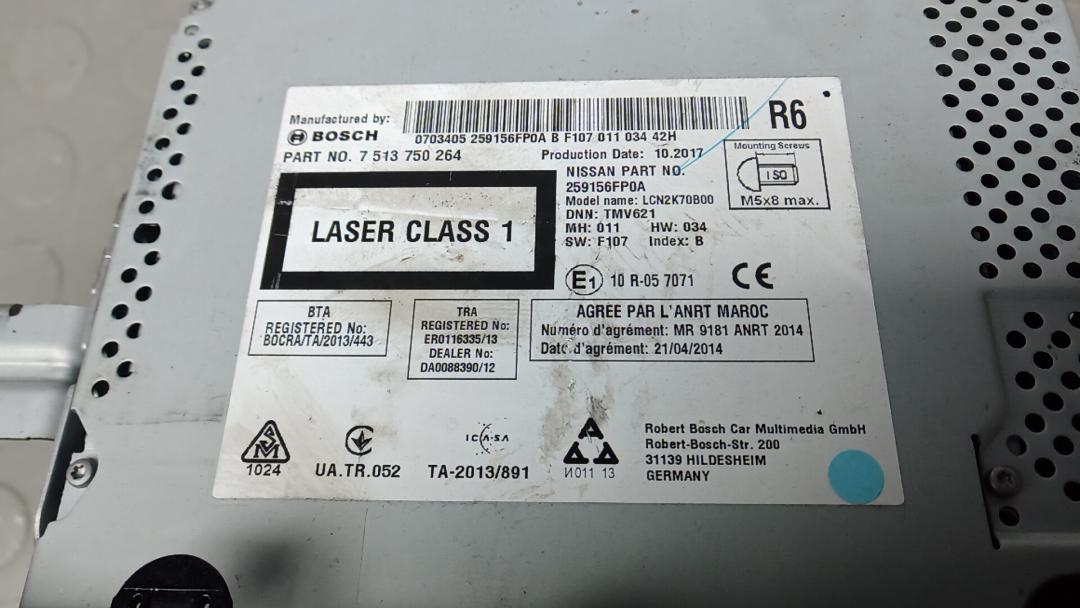 Manufactured by:
BOSCH
0703405 259156FP0A B F107 011 034 42H
R6
PART NO. 7 513 750 264
Production Date: 10.2017
NISSAN PART NO.
259156FP0A
Model name: LCN2K70B00
DNN: TMV621
MH: 011 HW: 034
SW: F107 Index: B
Mounting Screws
ISO
M5x8 max.
LASER CLASS 1
E1 10 R-05 7071 CE
BTA
REGISTERED No:
BOCRA/TA/2013/443
TRA
REGISTERED No:
ER0116335/13
DEALER No:
DA0088390/12
AGREE PAR L'ANRT MAROC
Numéro d'agrément: MR 9181 ANRT 2014
Date d'agrément: 21/04/2014
1024
UA.TR.052
ICASA
TA-2013/891
И011 13
Robert Bosch Car Multimedia GmbH
Robert-Bosch-Str. 200
31139 HILDESHEIM
GERMANY